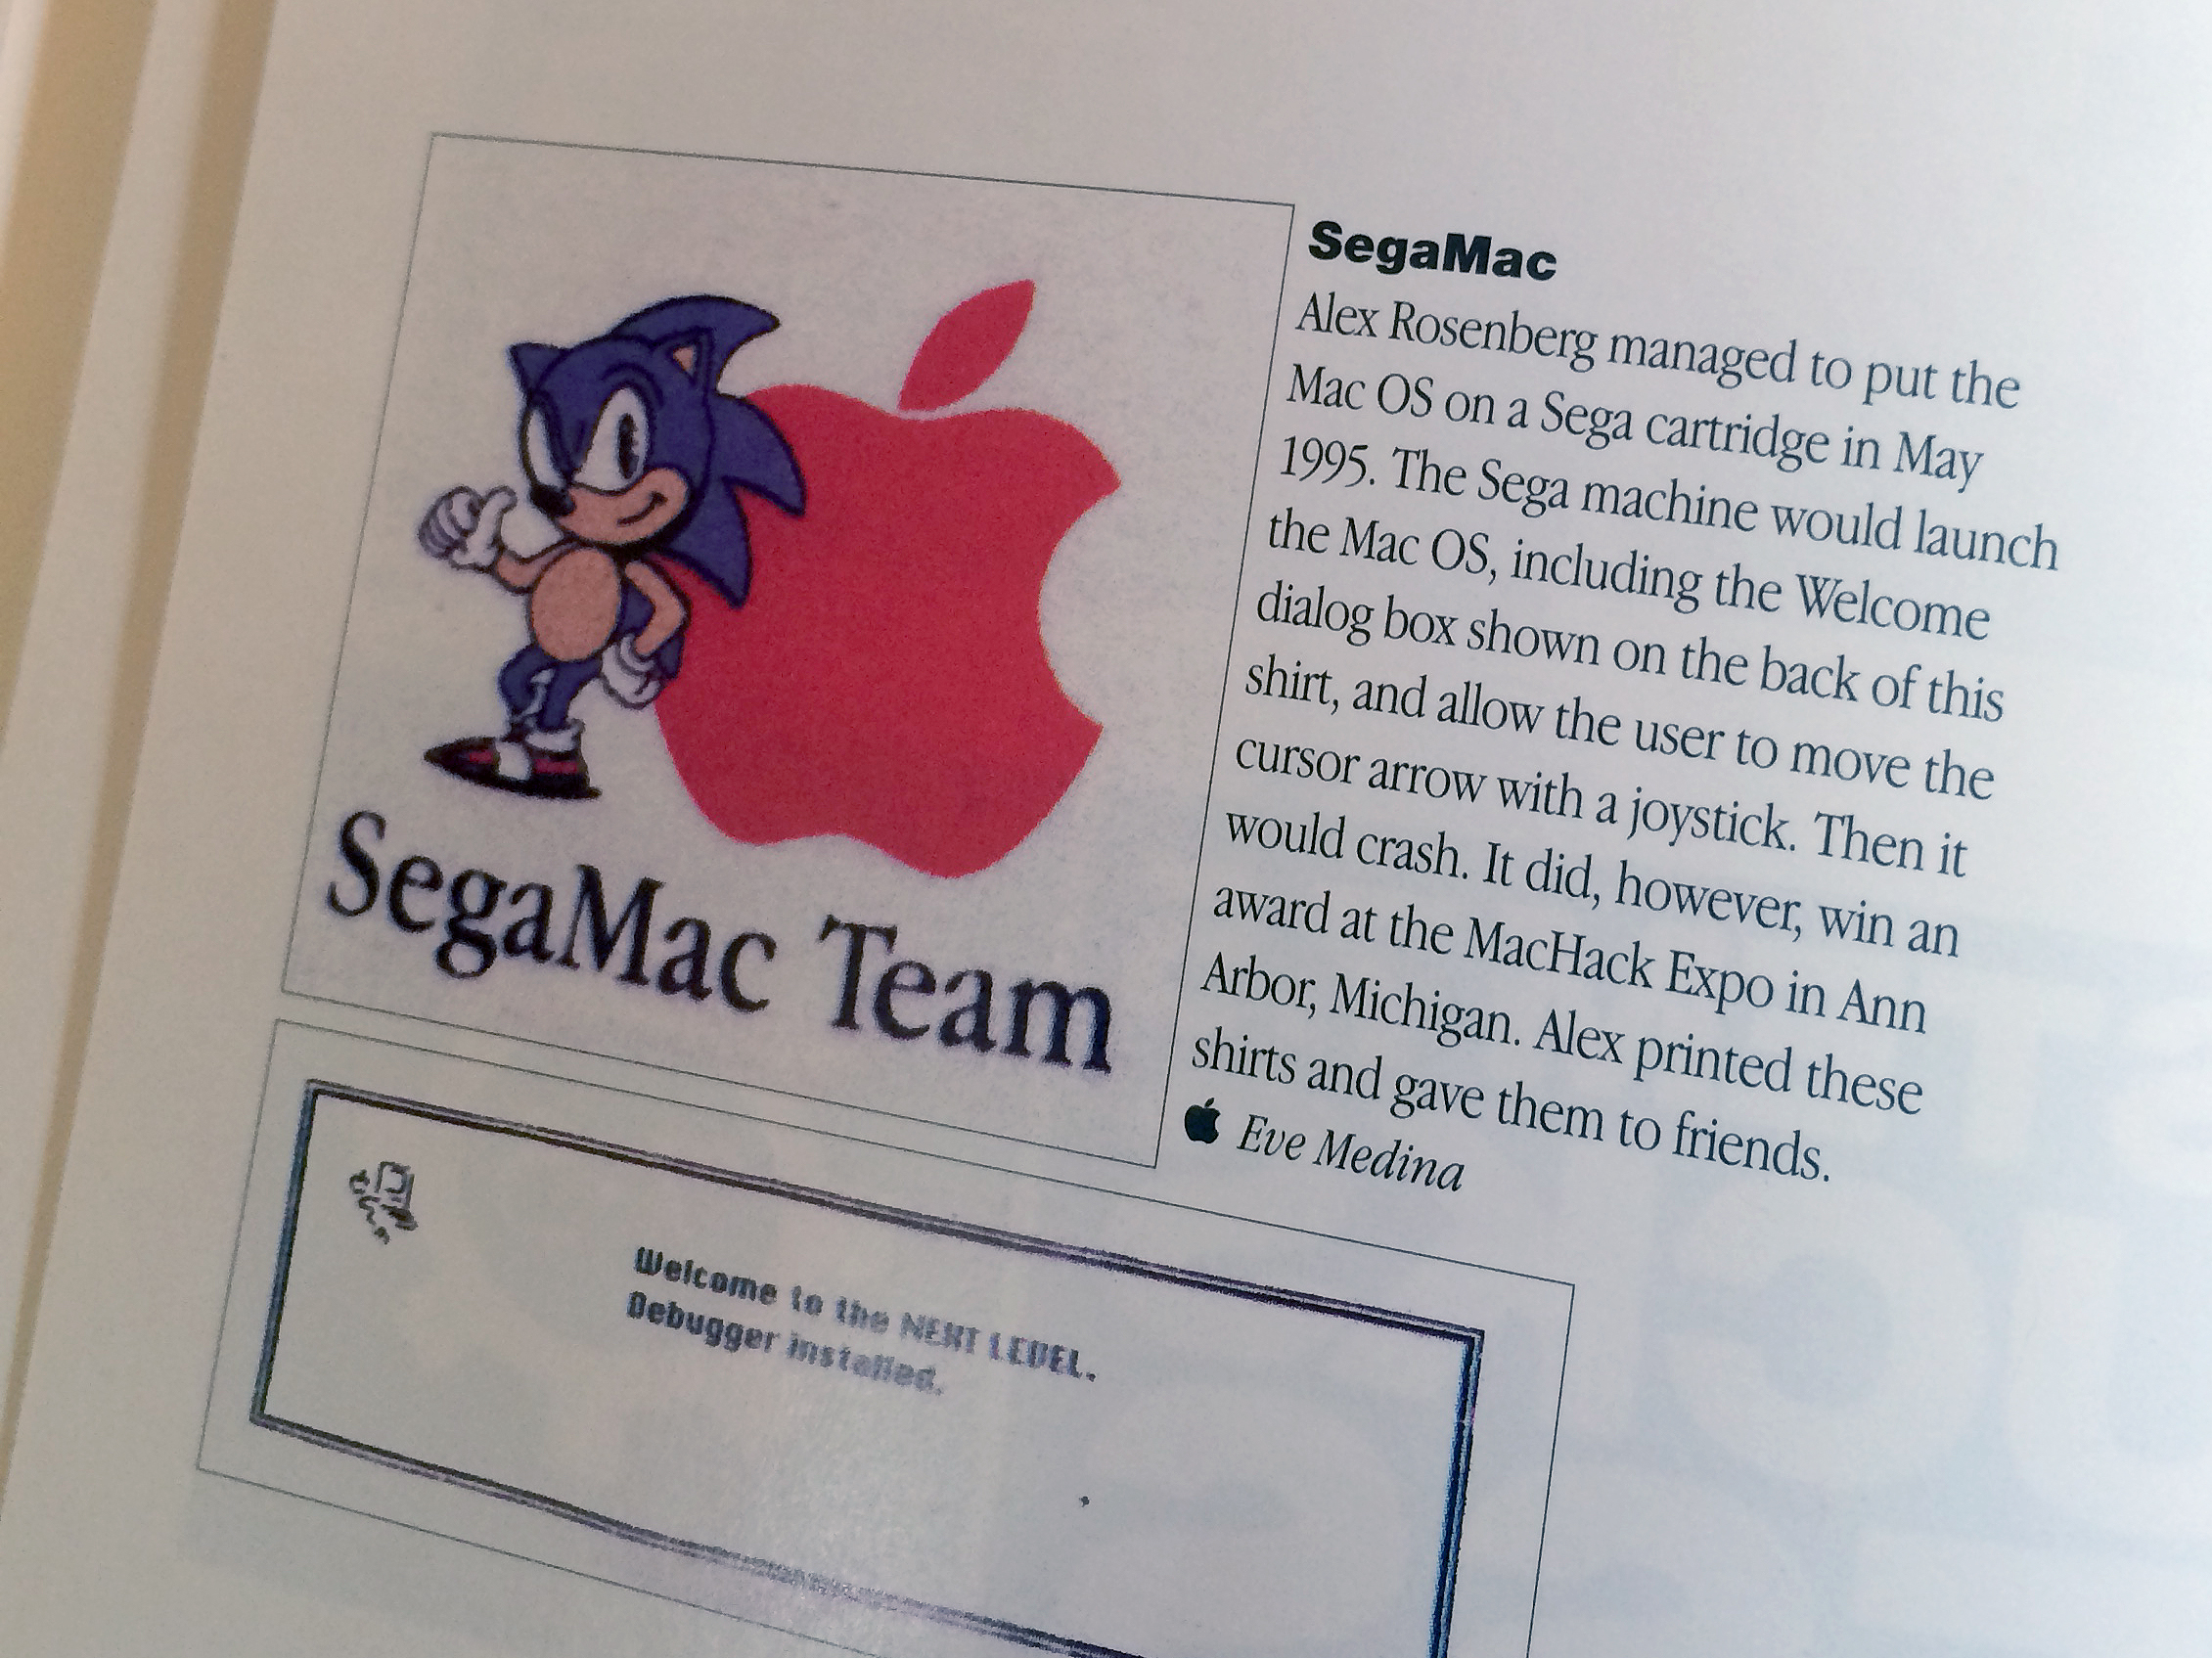 SegaMac Team
SegaMac
Alex Rosenberg managed to put the
Mac OS on a Sega cartridge in May
1995. The Sega machine would launch
the Mac OS, including the Welcome
dialog box shown on the back of this
shirt, and allow the user to move the
cursor arrow with a joystick. Then it
would crash. It did, however, win an
award at the MacHack Expo in Ann
Arbor, Michigan. Alex printed these
shirts and gave them to friends.
Eve Medina
Welcome to the NEXT LEVEL.
Debugger installed.